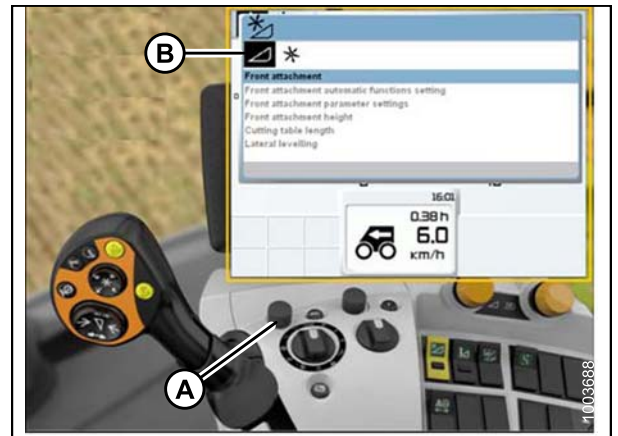 B
Front attachment
Front attachment automatic functions setting
Front attachment parameter settings
Front attachment height
Cutting table length
Lateral levelling
16:01
0.38 h
6.0
km/h
A
1003688